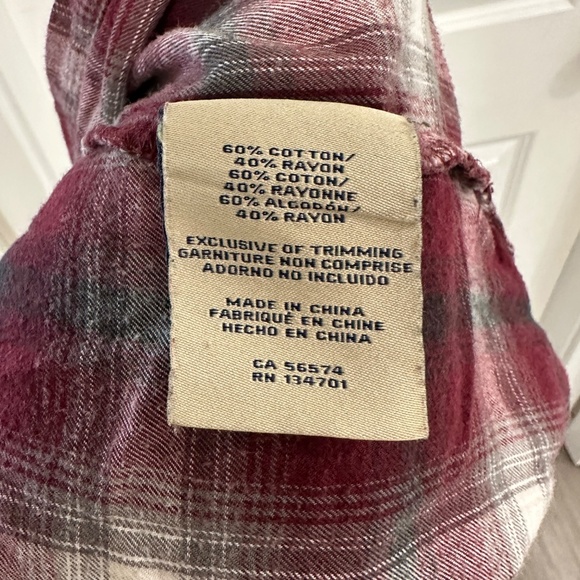 60% COTTON/
40% RAYON
60% COTON/
40% RAYONNE
60% ALGODÓN/
40% RAYON
EXCLUSIVE OF TRIMMING
GARNITURE NON COMPRISE
ADORNO NO INCLUIDO
MADE IN CHINA
FABRIQUÉ EN CHINE
HECHO EN CHINA
CA 56574
RN 134701